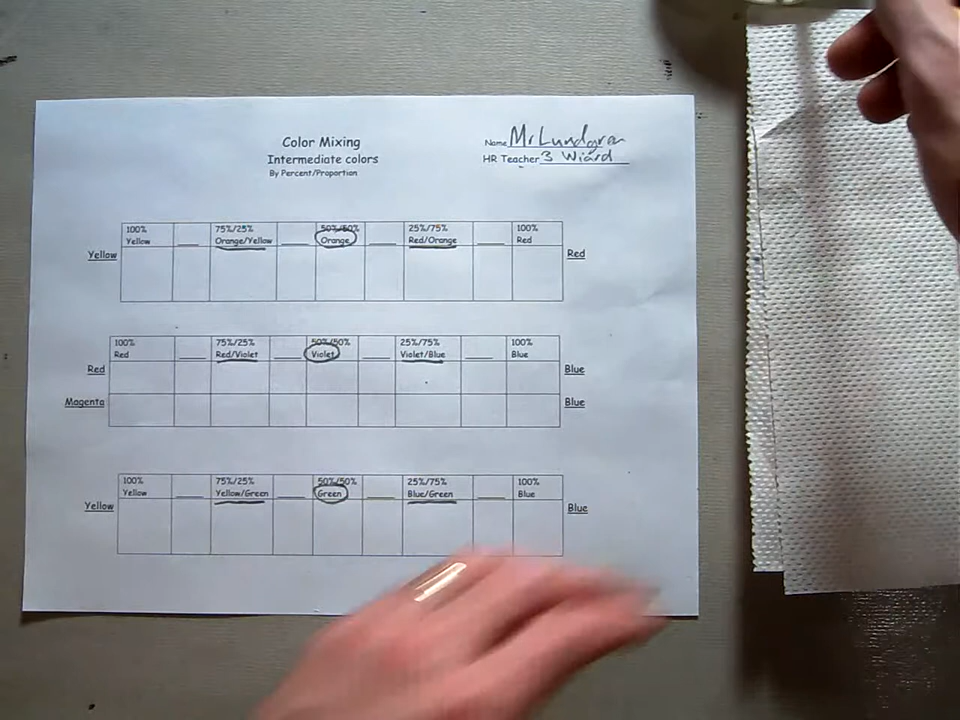 Color Mixing
Intermediate colors
By Percent/Proportion
Name Mr Lundgren
HR Teacher 3 Wiard
100% 75%/25% 50%/50% 25%/75% 100%
Yellow Orange/Yellow Orange Red/Orange Red
Yellow Red
100% 75%/25% 50%/50% 25%/75% 100%
Red Red/Violet Violet Violet/Blue Blue
Red Blue
Magenta Blue
100% 75%/25% 50%/50% 25%/75% 100%
Yellow Yellow/Green Green Blue/Green Blue
Yellow Blue